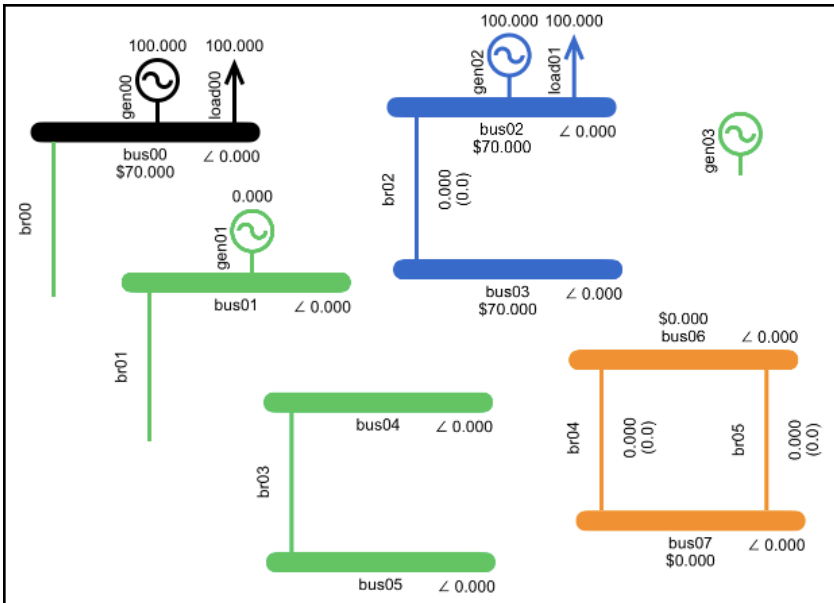 100.000
100.000
gen00
load00
bus00
∠ 0.000
$70.000
br00
100.000
100.000
gen02
load01
bus02
∠ 0.000
$70.000
br02
0.000
(0.0)
bus03
∠ 0.000
$70.000
gen03
0.000
gen01
bus01
∠ 0.000
br01
bus04
∠ 0.000
br03
bus05
∠ 0.000
$0.000
bus06
∠ 0.000
br04
0.000
(0.0)
br05
0.000
(0.0)
bus07
∠ 0.000
$0.000